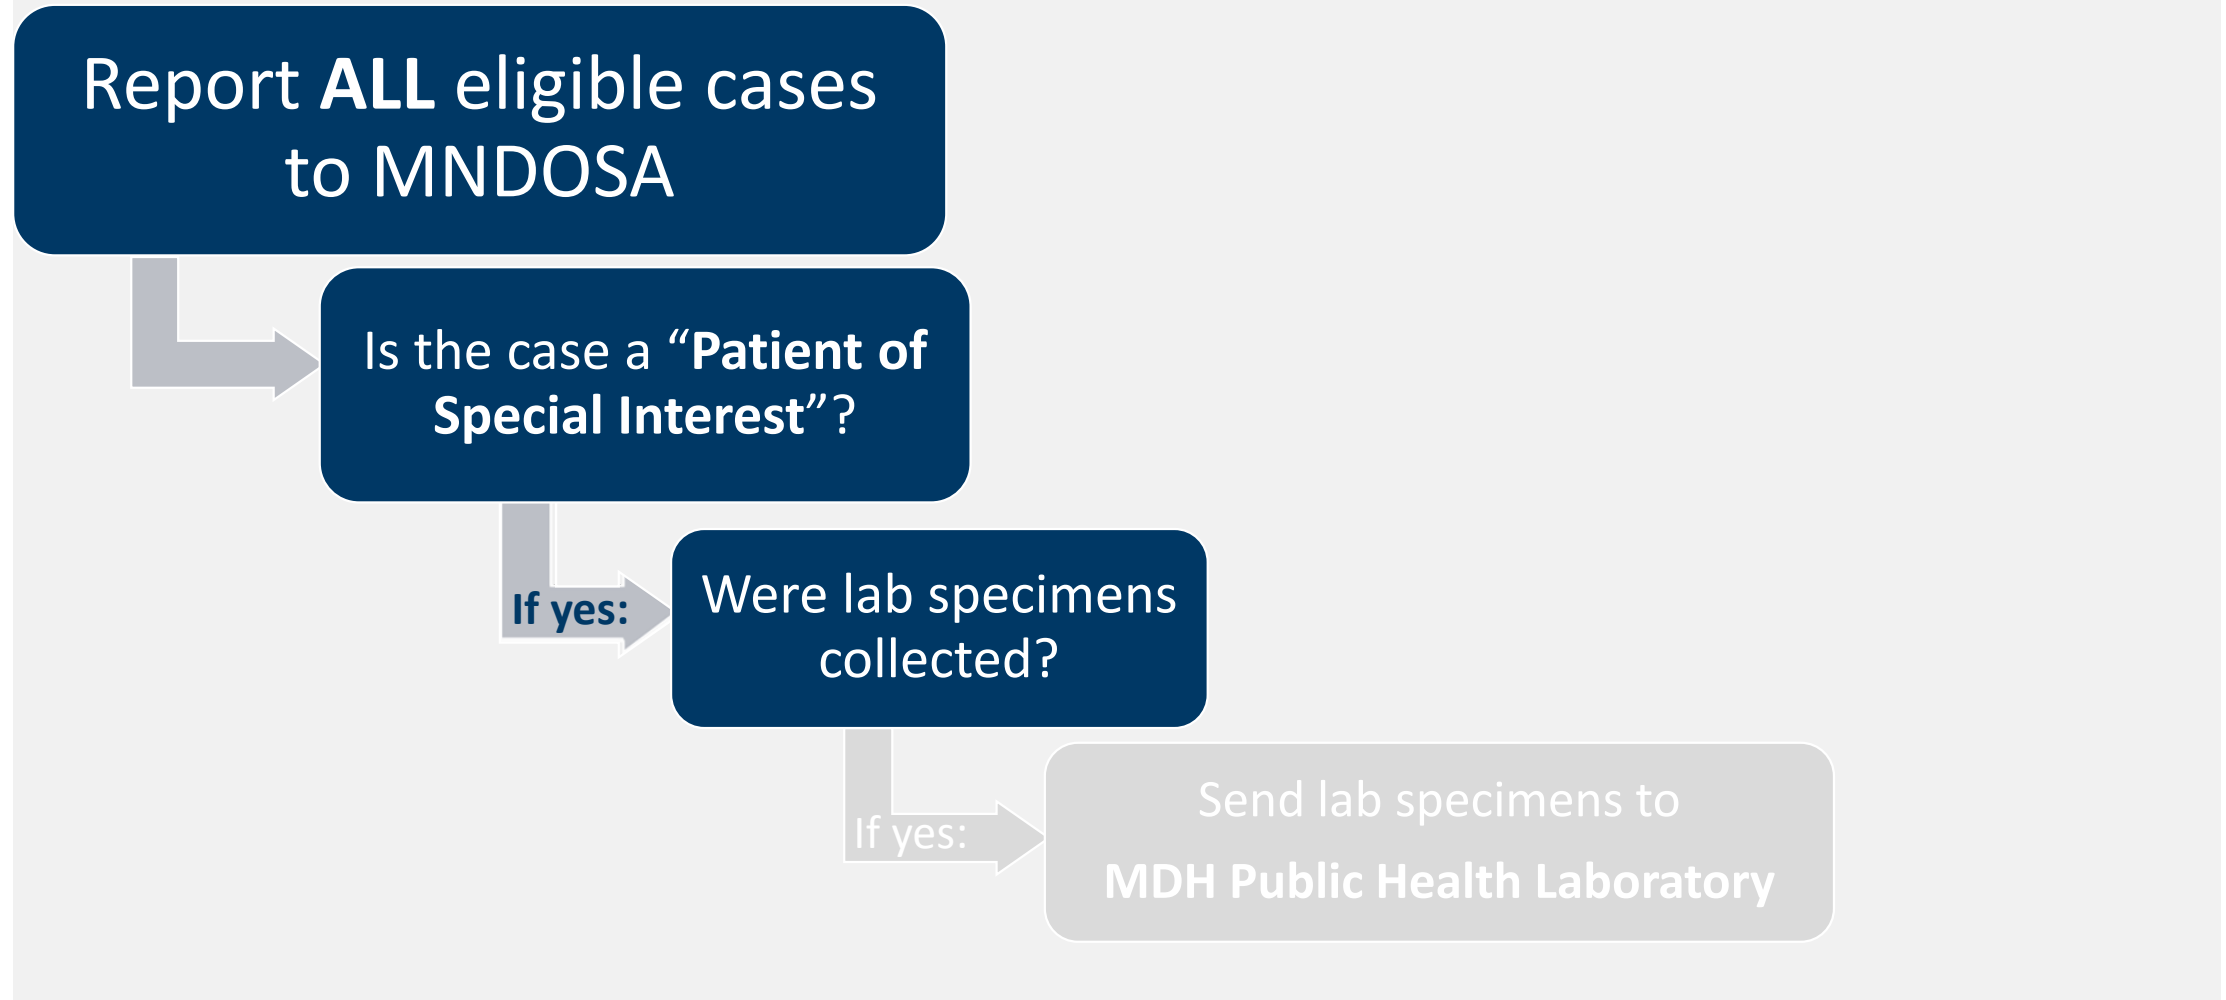 Report ALL eligible cases
to MNDOSA
Is the case a “Patient of
Special Interest”?
If yes:
Were lab specimens
collected?
If yes:
Send lab specimens to
MDH Public Health Laboratory